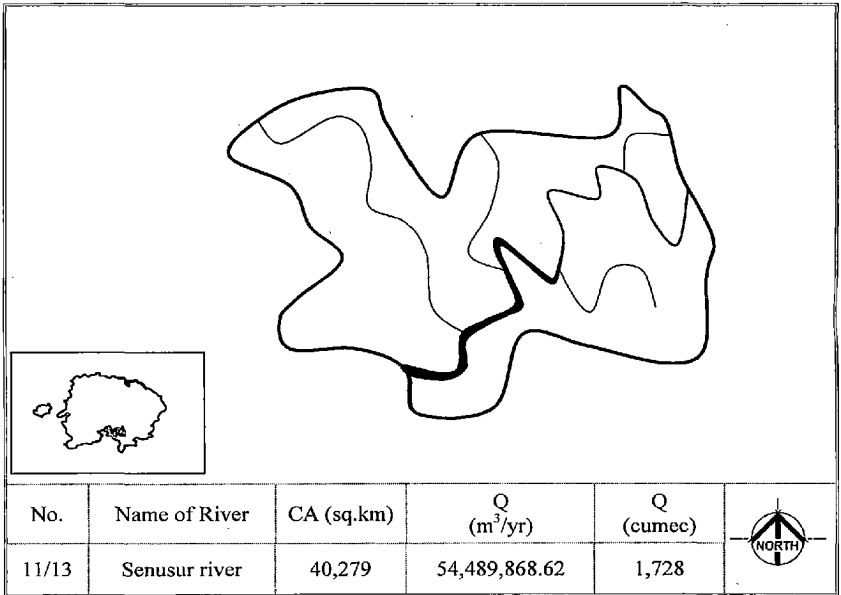 No. Name of River CA (sq.km) Q (m³/yr) Q (cumec)
11/13 Senusur river 40,279 54,489,868.62 1,728
NORTH